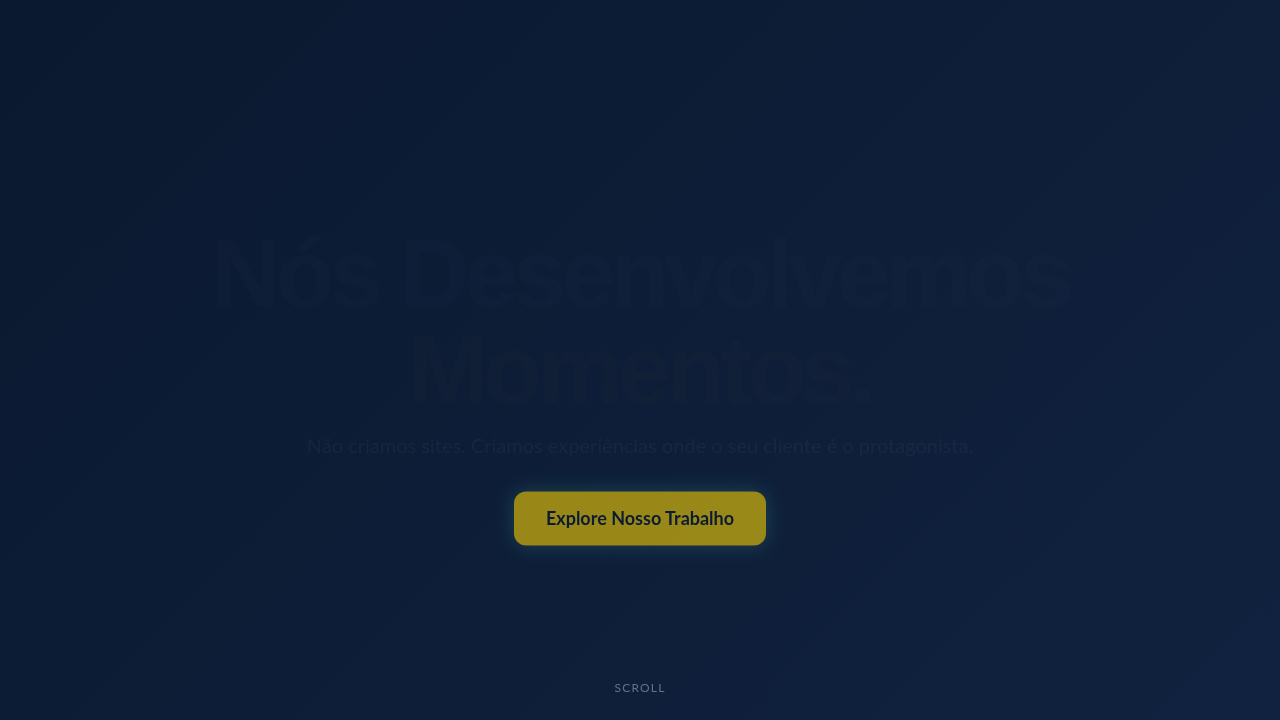 Nós Desenvolvemos
Momentos.
Não criamos sites. Criamos experiências onde o seu cliente é o protagonista.
Explore Nosso Trabalho
SCROLL